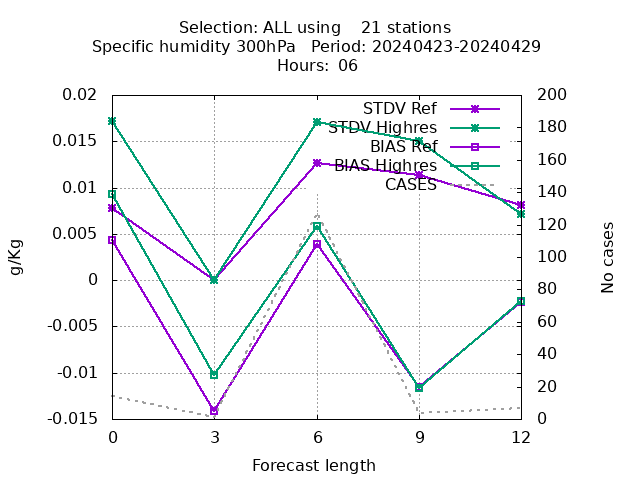 Selection: ALL using    21 stations
Specific humidity 300hPa   Period: 20240423-20240429
Hours: 06
STDV Ref
STDV Highres
BIAS Ref
BIAS Highres
CASES
0.02
0.015
0.01
0.005
0
-0.005
-0.01
-0.015
g/Kg
200
180
160
140
120
100
80
60
40
20
0
No cases
0 3 6 9 12
Forecast length